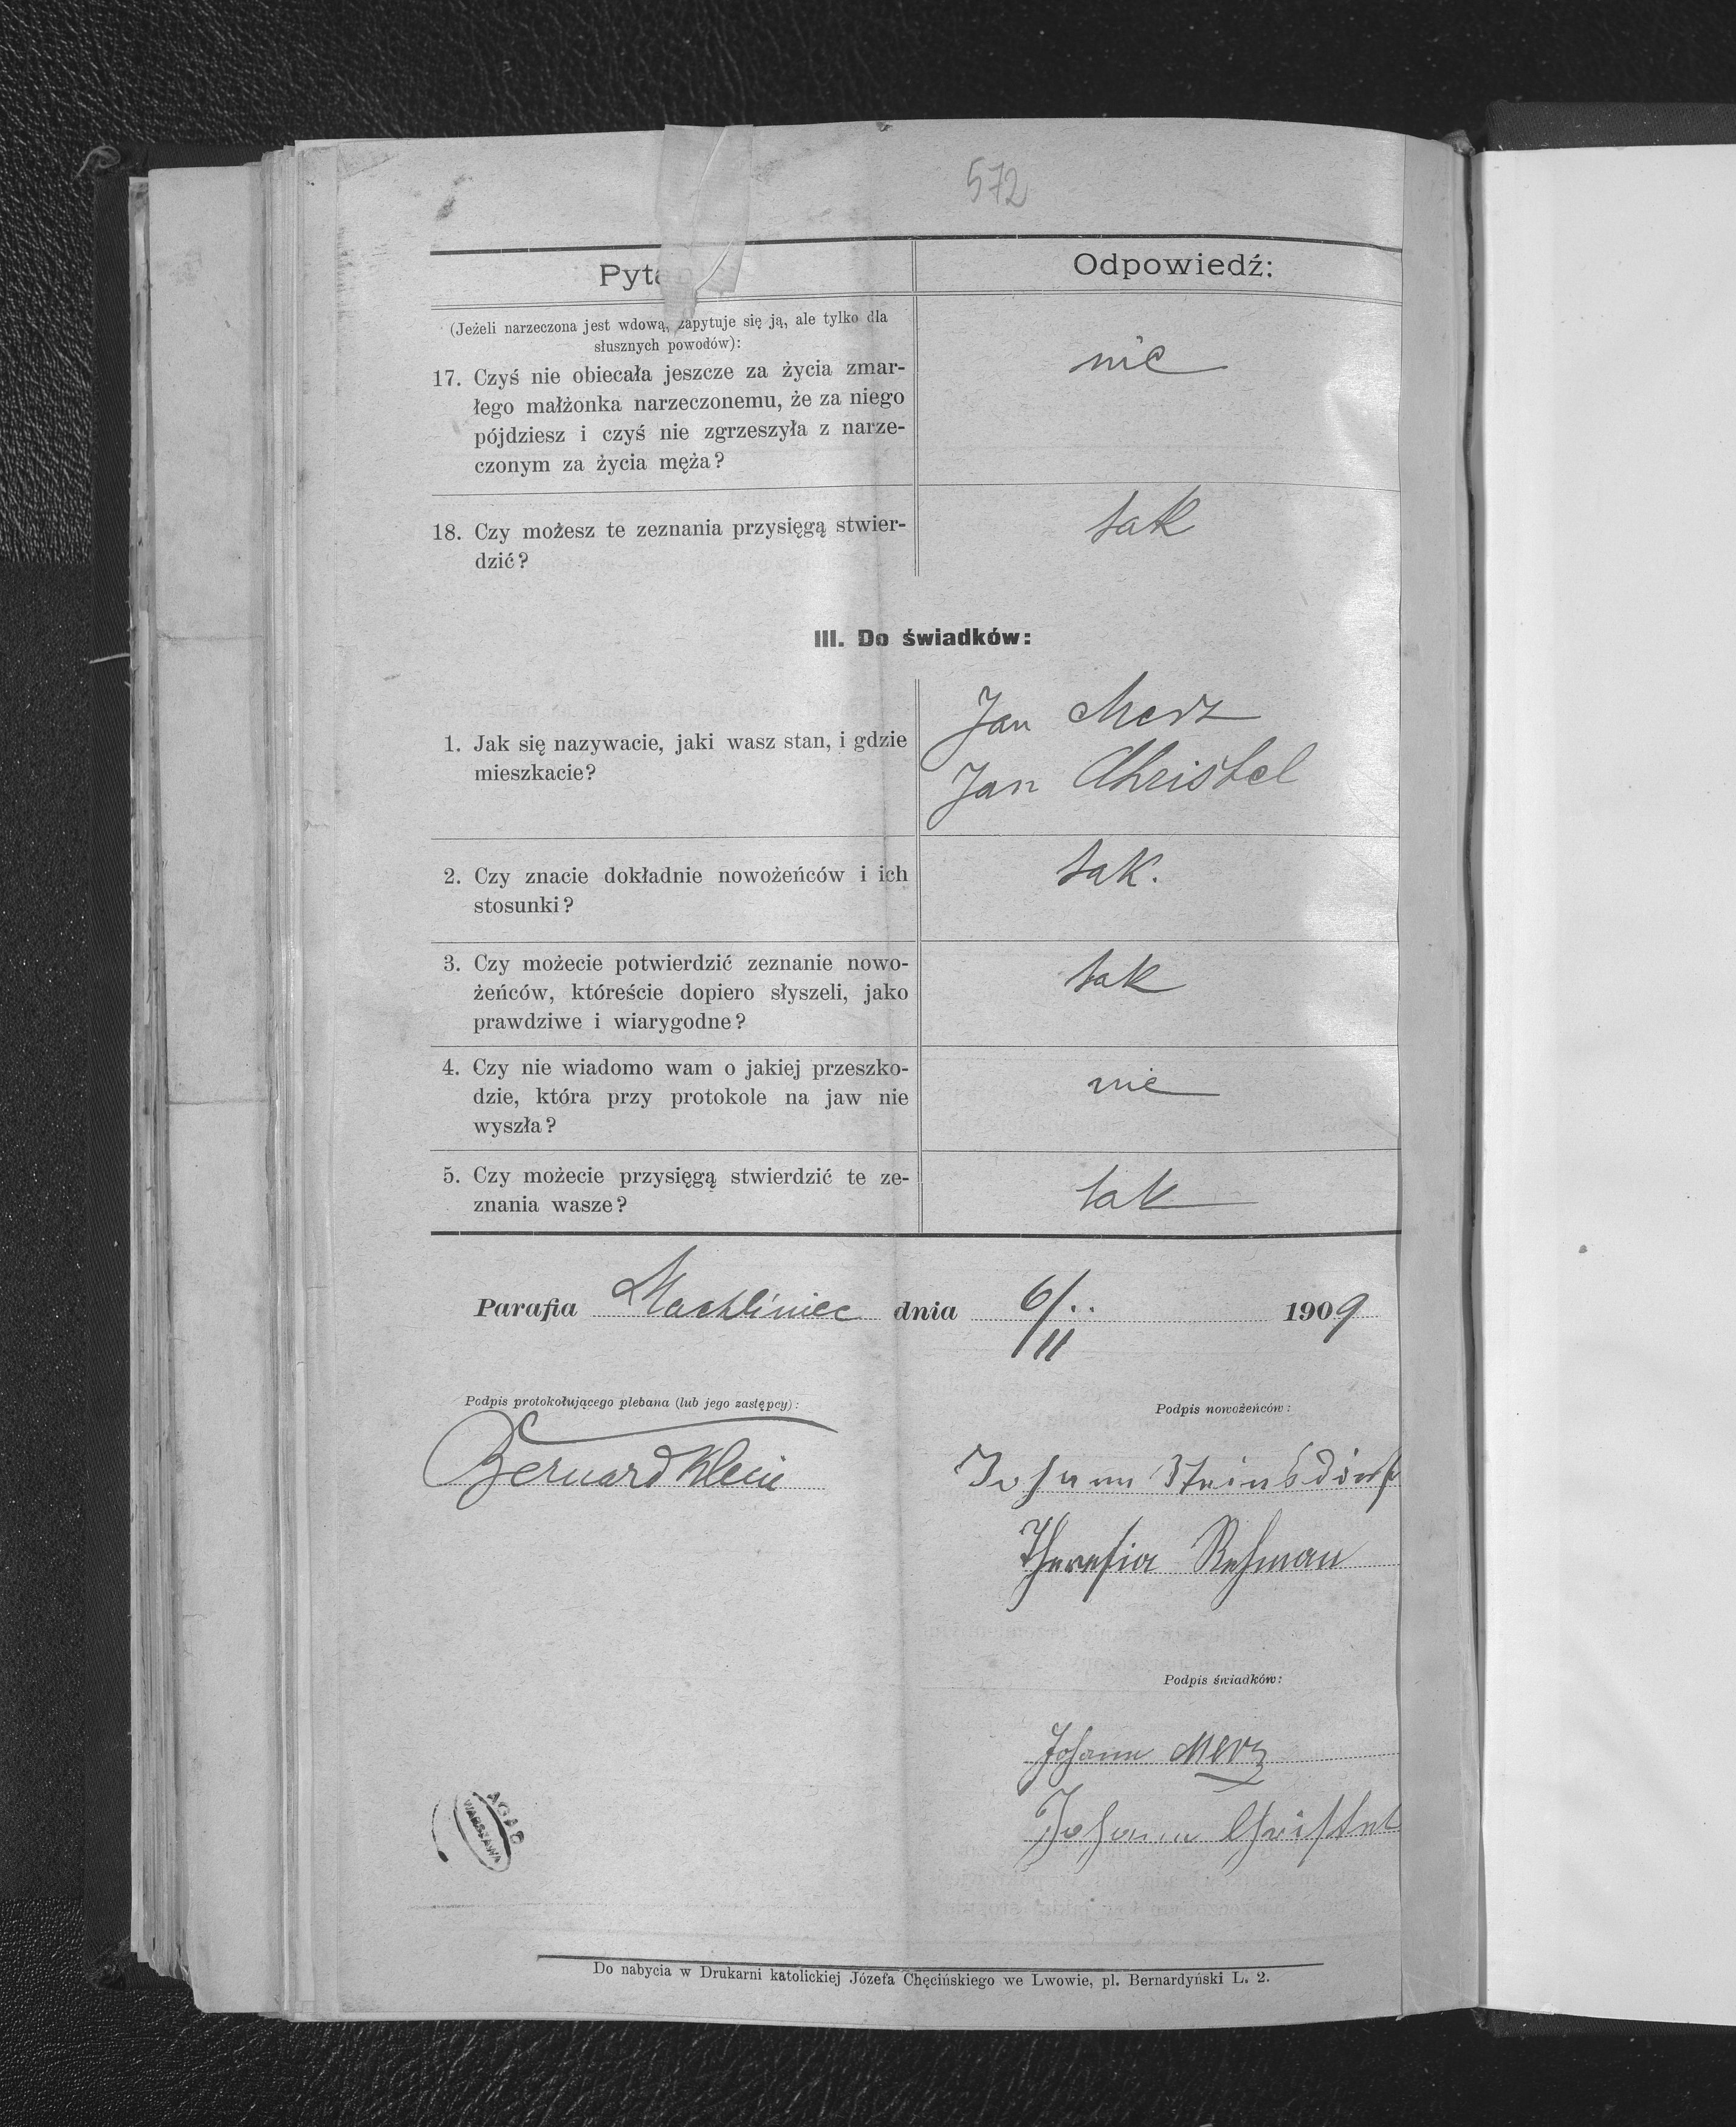 572
Odpowiedź:
(Jeżeli narzeczona jest wdową, zapytuje się ją, ale tylko dla
słusznych powodów):
17. Czyś nie obiecała jeszcze za życia zmar-
łego małżonka narzeczonemu, że za niego
pójdziesz i czyś nie zgrzeszyła z narze-
czonym za życia męża?
nie
18. Czy możesz te zeznania przysięgą stwier-
dzić?
tak
III. Do świadków:
1. Jak się nazywacie, jaki wasz stan, i gdzie
mieszkacie?
Jan Merz
Jan Christel
2. Czy znacie dokładnie nowożeńców i ich
stosunki?
tak.
3. Czy możecie potwierdzić zeznanie nowo-
żeńców, któreście dopiero słyszeli, jako
prawdziwe i wiarygodne?
tak
4. Czy nie wiadomo wam o jakiej przeszko-
dzie, która przy protokole na jaw nie
wyszła?
nie
5. Czy możecie przysięgą stwierdzić te ze-
znania wasze?
tak
Parafia Machliniec dnia 6/II 1909
Podpis protokołującego plebana (lub jego zastępcy):
Bernard Klein
Podpis nowożeńców:
Johann
Theresia Rehman
Podpis świadków:
Johann Merz
Johann Christel
AGAD
WARSZAWA
Do nabycia w Drukarni katolickiej Józefa Chęcińskiego we Lwowie, pl. Bernardyński L. 2.